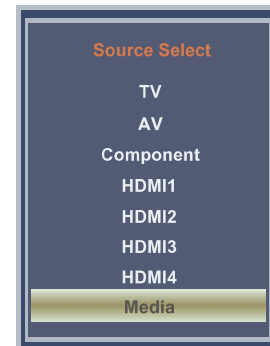 Source Select
TV
AV
Component
HDMI1
HDMI2
HDMI3
HDMI4
Media